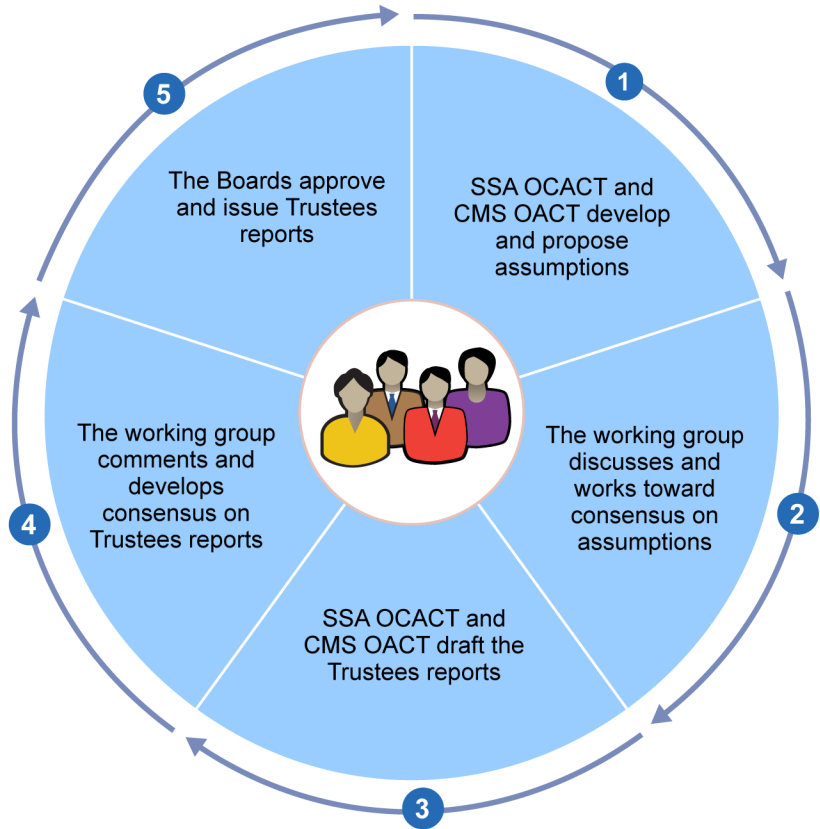 1
SSA OCACT and
CMS OACT develop
and propose
assumptions
2
The working group
discusses and
works toward
consensus on
assumptions
3
SSA OCACT and
CMS OACT draft the
Trustees reports
4
The working group
comments and
develops
consensus on
Trustees reports
5
The Boards approve
and issue Trustees
reports